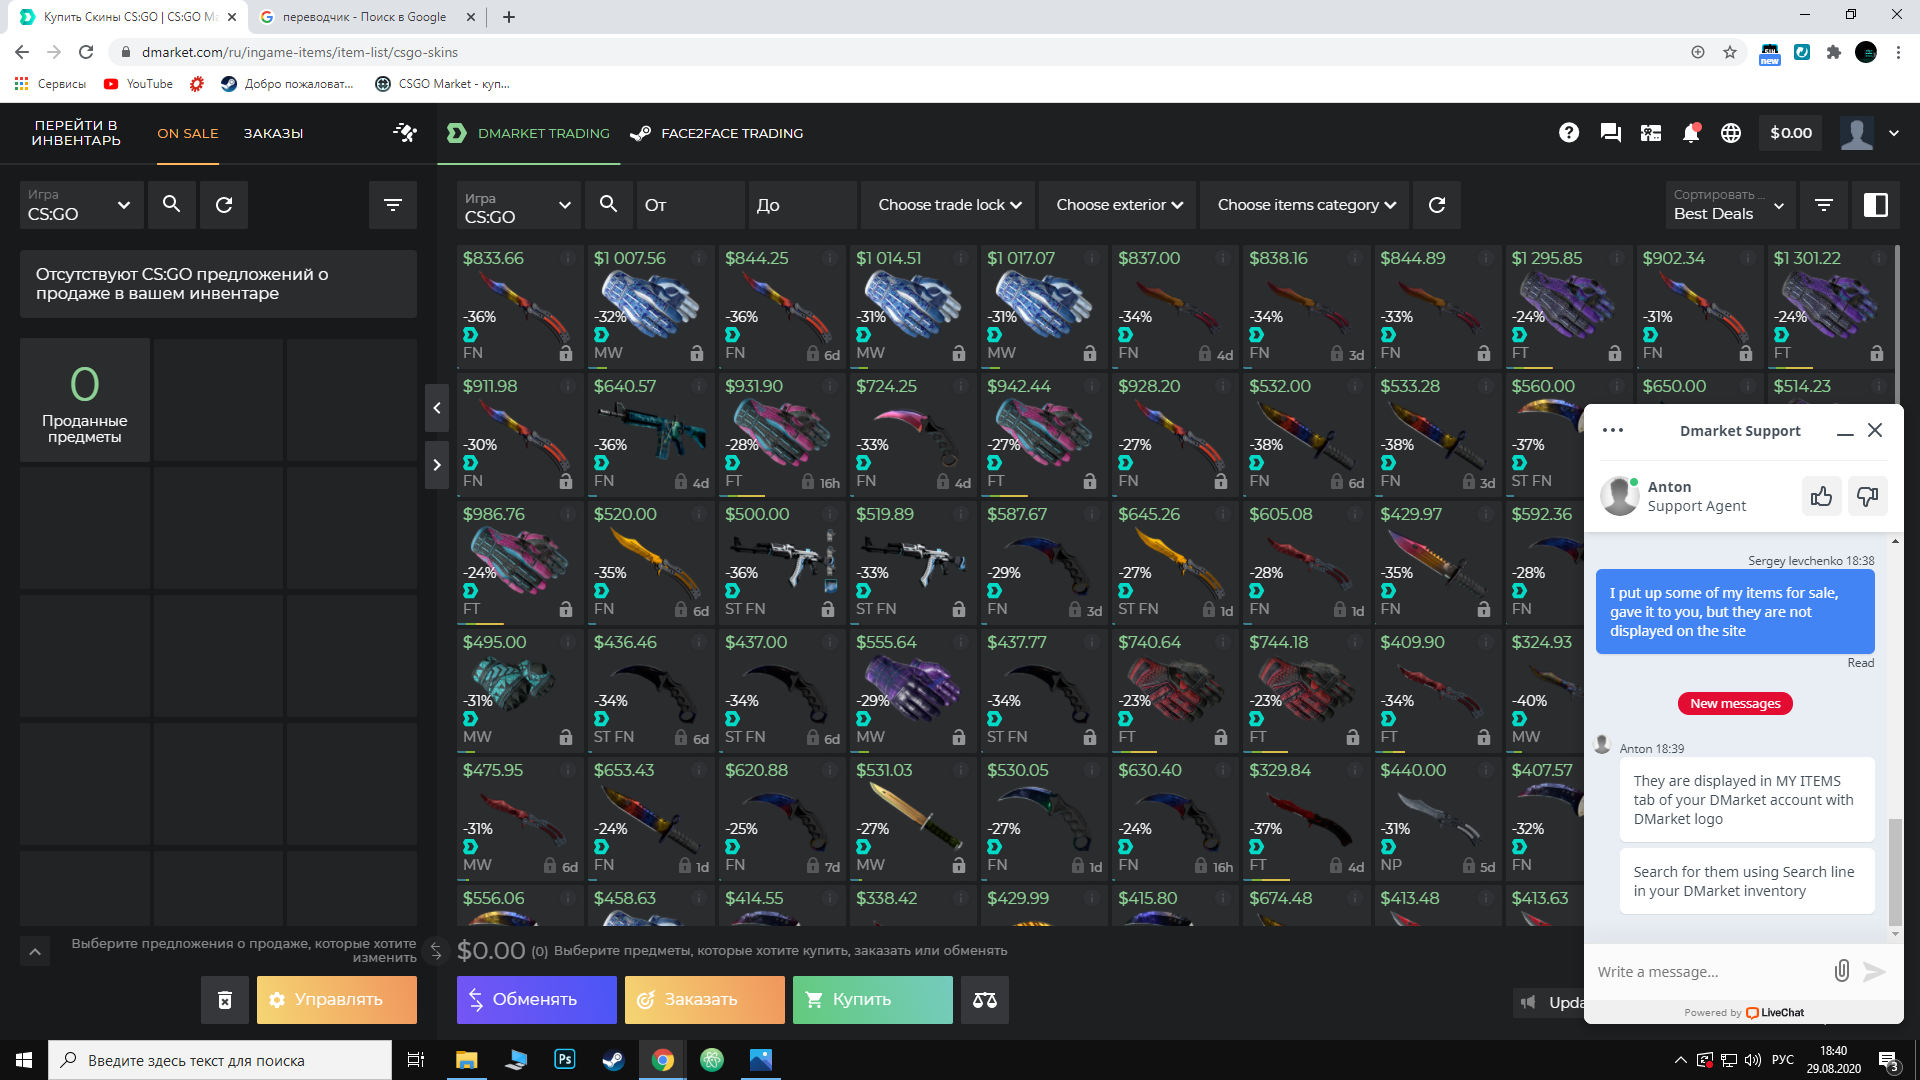 Купить Скины CS:GO | CS:GO Ma
переводчик - Поиск в Google
dmarket.com/ru/ingame-items/item-list/csgo-skins
new
Сервисы
YouTube
Добро пожаловат...
CSGO Market - куп...
ПЕРЕЙТИ В ИНВЕНТАРЬ
ON SALE
ЗАКАЗЫ
DMARKET TRADING
FACE2FACE TRADING
$0.00
Игра
CS:GO
Игра
CS:GO
От
До
Choose trade lock
Choose exterior
Choose items category
Сортировать ...
Best Deals
Отсутствуют CS:GO предложений о
продаже в вашем инвентаре
0
Проданные
предметы
$833.66 $1 007.56 $844.25 $1 014.51 $1 017.07 $837.00 $838.16 $844.89 $1 295.85 $902.34 $1 301.22
-36% -32% -36% -31% -31% -34% -34% -33% -24% -31% -24%
FN MW FN 6d MW MW FN 4d FN 3d FN FT FN FT
$911.98 $640.57 $931.90 $724.25 $942.44 $928.20 $532.00 $533.28 $560.00 $650.00 $514.23
-30% -36% -28% -33% -27% -27% -38% -38% -37%
FN FN 4d FT 16h FN 4d FT FN FN 6d FN 3d ST FN
$986.76 $520.00 $500.00 $519.89 $587.67 $645.26 $605.08 $429.97 $592.36
-24% -35% -36% -33% -29% -27% -28% -35% -28%
FT FN 6d ST FN ST FN FN 3d ST FN 1d FN 1d FN FN
$495.00 $436.46 $437.00 $555.64 $437.77 $740.64 $744.18 $409.90 $324.93
-31% -34% -34% -29% -34% -23% -23% -34% -40%
MW ST FN 6d ST FN 6d MW ST FN FT FT FT MW
$475.95 $653.43 $620.88 $531.03 $530.05 $630.40 $329.84 $440.00 $407.57
-31% -24% -25% -27% -27% -24% -37% -31% -32%
MW 6d FN 1d FN 7d MW FN 1d FN 16h FT 4d NP 5d FN
$556.06 $458.63 $414.55 $338.42 $429.99 $415.80 $674.48 $413.48 $413.63
Выберите предложения о продаже, которые хотите
изменить
$0.00 (0) Выберите предметы, которые хотите купить, заказать или обменять
Управлять
Обменять
Заказать
Купить
Upda
Dmarket Support
Anton
Support Agent
Sergey levchenko 18:38
I put up some of my items for sale,
gave it to you, but they are not
displayed on the site
Read
New messages
Anton 18:39
They are displayed in MY ITEMS
tab of your DMarket account with
DMarket logo
Search for them using Search line
in your DMarket inventory
Write a message...
Powered by LiveChat
Введите здесь текст для поиска
Ps
РУС
18:40
29.08.2020
3